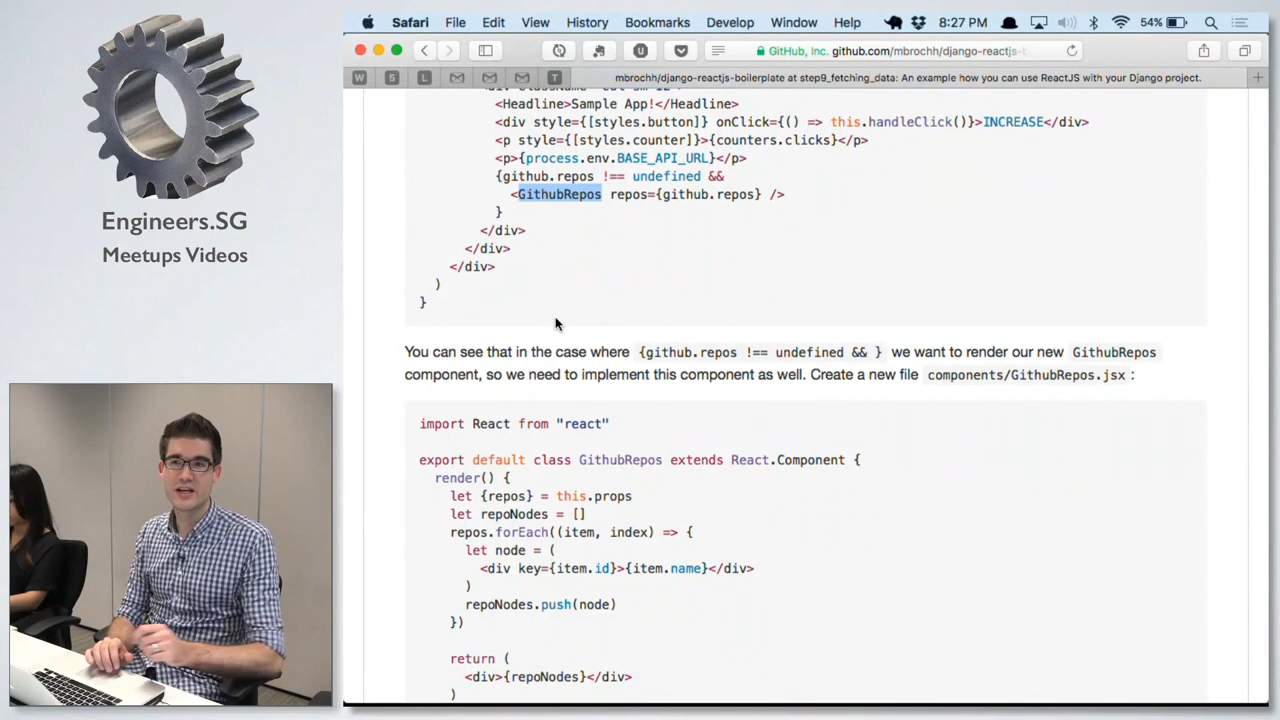 Engineers.SG
Meetups Videos
Safari File Edit View History Bookmarks Develop Window Help 8:27 PM 54%
GitHub, Inc. github.com/mbrochh/django-reactjs-b
W 5 L T mbrochh/django-reactjs-boilerplate at step9_fetching_data: An example how you can use ReactJS with your Django project. +
<Headline>Sample App!</Headline>
<div style={[styles.button]} onClick={() => this.handleClick()}>INCREASE</div>
<p style={[styles.counter]}>{counters.clicks}</p>
<p>{process.env.BASE_API_URL}</p>
{github.repos !== undefined &&
<GithubRepos repos={github.repos} />
}
</div>
</div>
</div>
)
}
You can see that in the case where {github.repos !== undefined && } we want to render our new GithubRepos
component, so we need to implement this component as well. Create a new file components/GithubRepos.jsx :
import React from "react"
export default class GithubRepos extends React.Component {
render() {
let {repos} = this.props
let repoNodes = []
repos.forEach((item, index) => {
let node = (
<div key={item.id}>{item.name}</div>
)
repoNodes.push(node)
})
return (
<div>{repoNodes}</div>
)